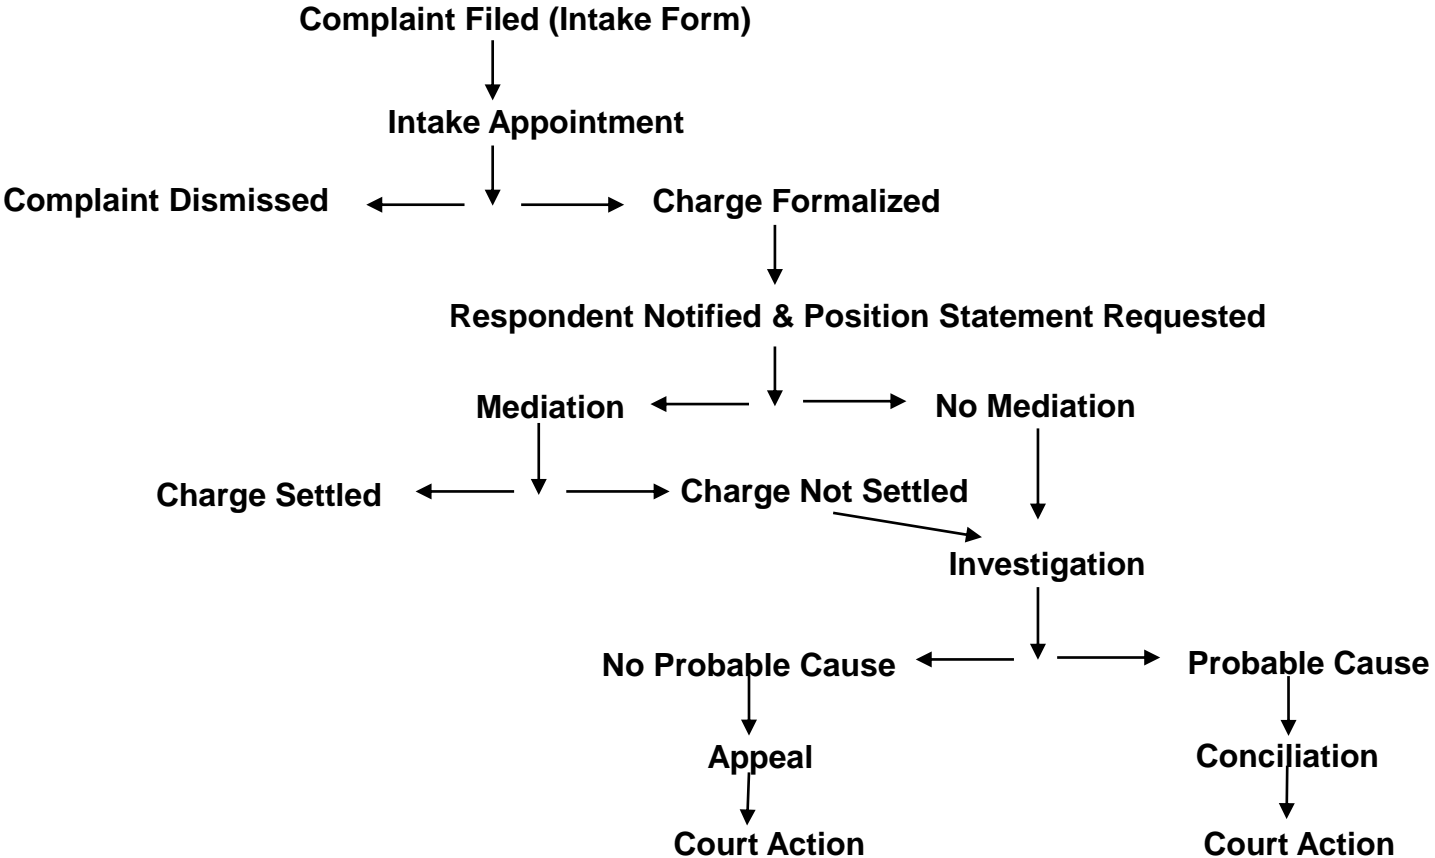 Complaint Filed (Intake Form)
Intake Appointment
Complaint Dismissed
Charge Formalized
Respondent Notified & Position Statement Requested
Mediation
No Mediation
Charge Settled
Charge Not Settled
Investigation
No Probable Cause
Probable Cause
Appeal
Conciliation
Court Action
Court Action